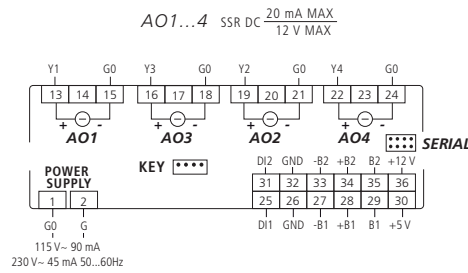 AO1...4 SSR DC 20 mA MAX
12 V MAX
Y1 G0 Y3 G0 Y2 G0 Y4 G0
13 14 15 16 17 18 19 20 21 22 23 24
+ - + - + - + -
AO1 AO3 AO2 AO4
SERIAL
POWER
SUPPLY
KEY
DI2 GND -B2 +B2 B2 +12 V
1 2
31 32 33 34 35 36
25 26 27 28 29 30
G0 G
DI1 GND -B1 +B1 B1 +5 V
115 V~ 90 mA
230 V~ 45 mA 50...60Hz